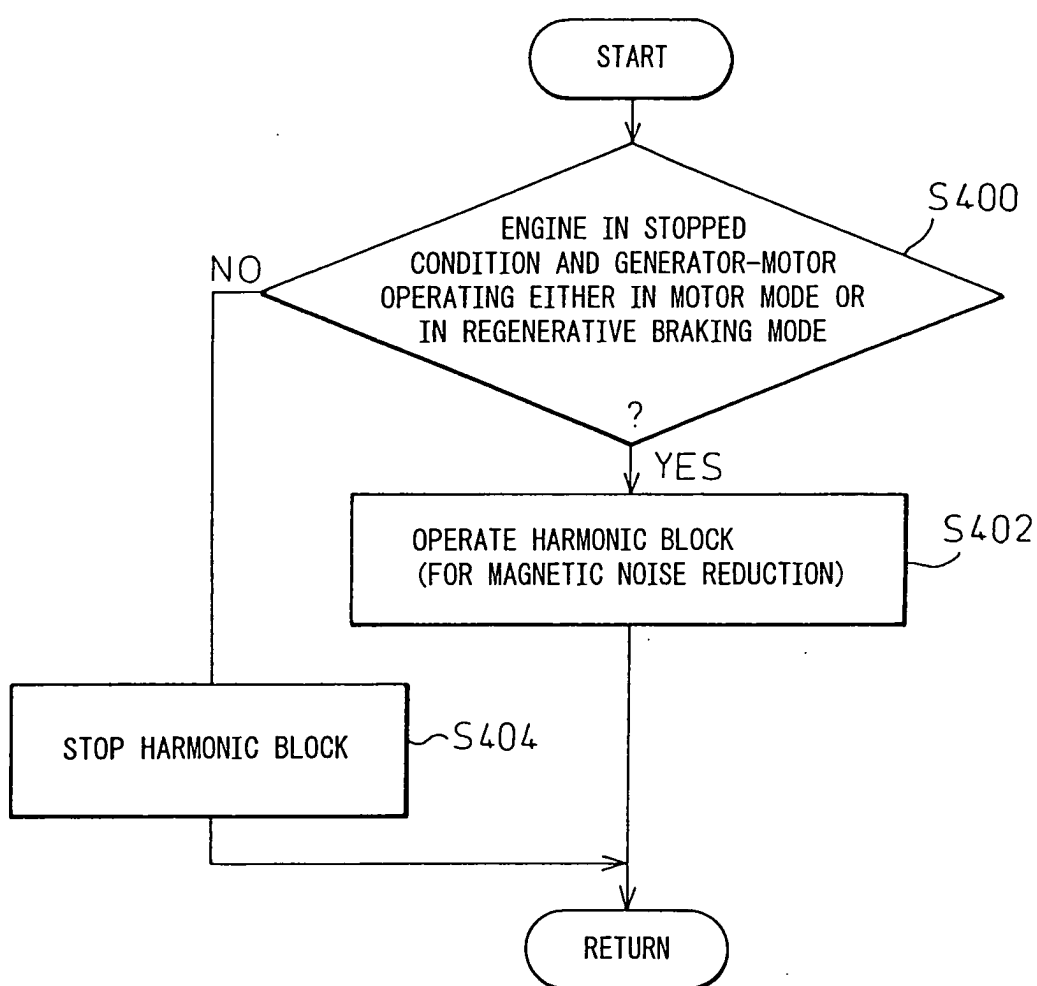 START
S400
ENGINE IN STOPPED
CONDITION AND GENERATOR-MOTOR
OPERATING EITHER IN MOTOR MODE OR
IN REGENERATIVE BRAKING MODE
?
NO
YES
S402
OPERATE HARMONIC BLOCK
(FOR MAGNETIC NOISE REDUCTION)
STOP HARMONIC BLOCK
S404
RETURN